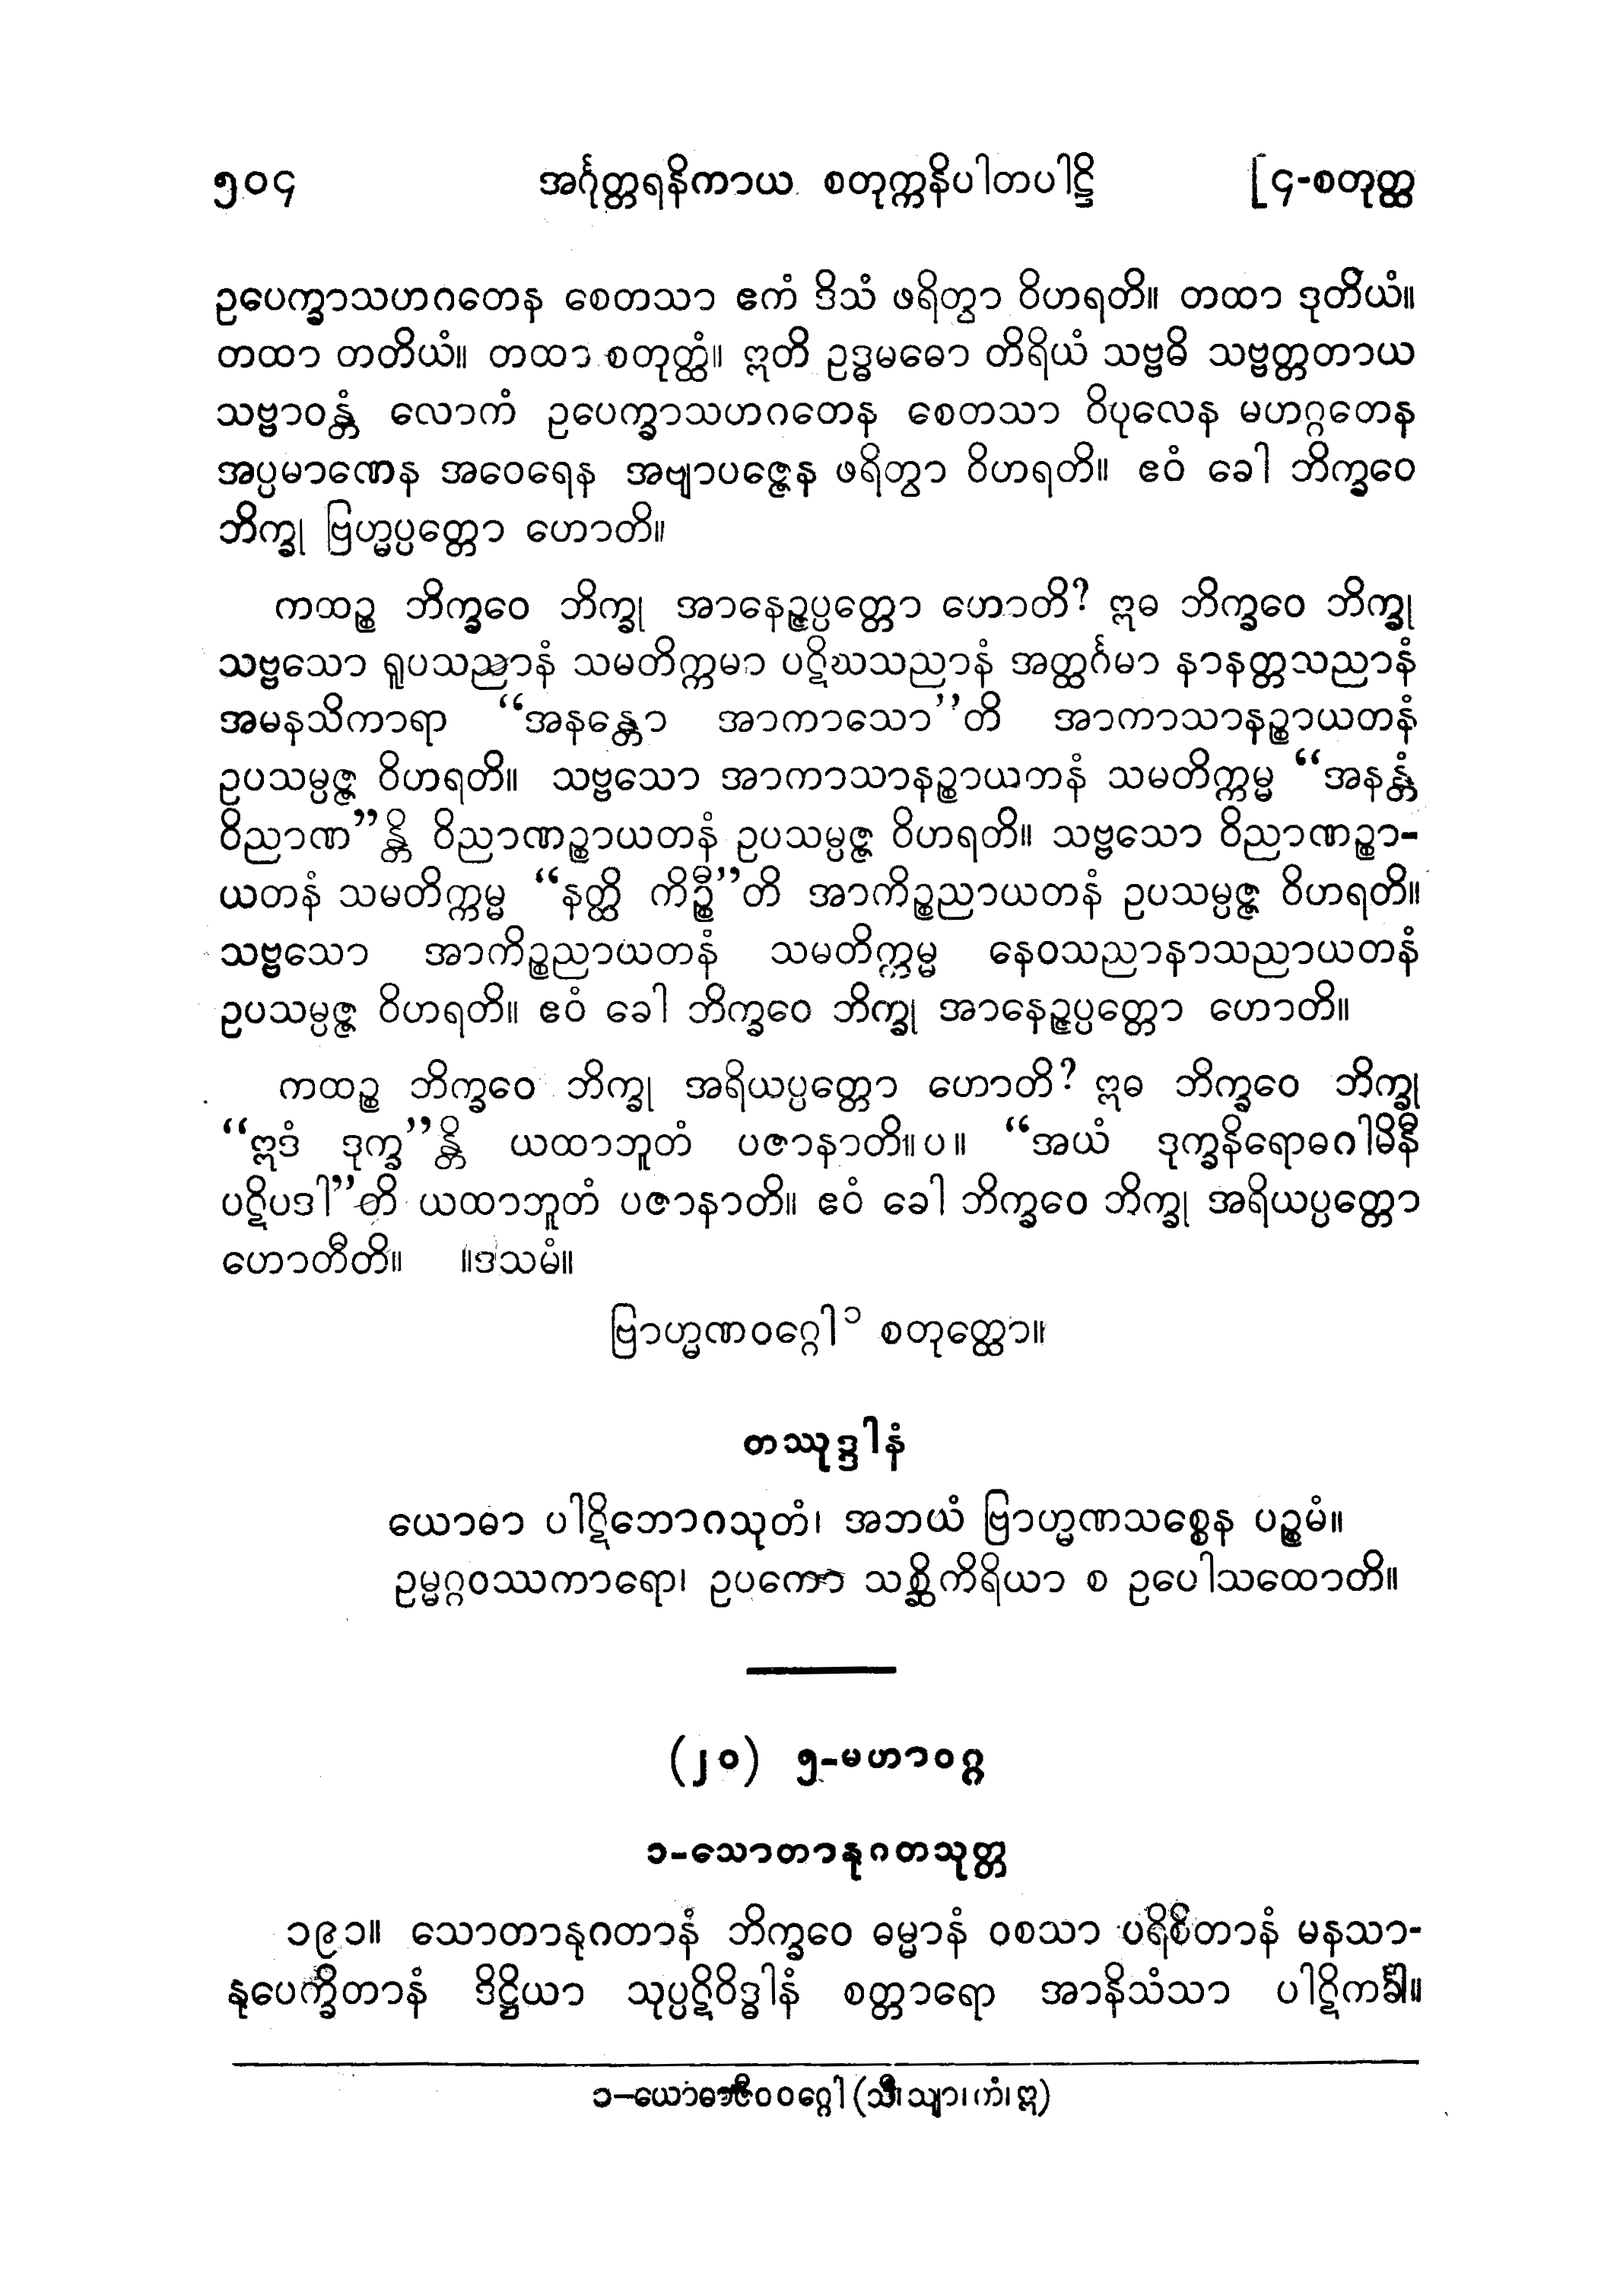 ၅၀၄ အင်္ဂုတ္တရနိကာယ စတုက္ကနိပါတပါဠိ [၄-စတုတ္ထ
ဥပေက္ခာသဟဂတေန စေတသာ ဧကံ ဒိသံ ဖရိတွာ ဝိဟရတိ။ တထာ ဒုတိယံ။
တထာ တတိယံ။ တထာ စတုတ္ထံ။ ဣတိ ဥဒ္ဓမဓော တိရိယံ သဗ္ဗဓိ သဗ္ဗတ္တတာယ
သဗ္ဗာဝန္တံ လောကံ ဥပေက္ခာသဟဂတေန စေတသာ ဝိပုလေန မဟဂ္ဂတေန
အပ္ပမာဏေန အဝေရေန အဗျာပဇ္ဇေန ဖရိတွာ ဝိဟရတိ။ ဧဝံ ခေါ ဘိက္ခဝေ
ဘိက္ခု ဗြဟ္မပ္ပတ္တော ဟောတိ။
ကထဉ္စ ဘိက္ခဝေ ဘိက္ခု အာနေဉ္ဇပ္ပတ္တော ဟောတိ? ဣဓ ဘိက္ခဝေ ဘိက္ခု
သဗ္ဗသော ရူပသညာနံ သမတိက္ကမာ ပဋိဃသညာနံ အတ္ထင်္ဂမာ နာနတ္တသညာနံ
အမနသိကာရာ “အနန္တော အာကာသော”တိ အာကာသာနဉ္စာယတနံ
ဥပသမ္ပဇ္ဇ ဝိဟရတိ။ သဗ္ဗသော အာကာသာနဉ္စာယတနံ သမတိက္ကမ္မ “အနန္တံ
ဝိညာဏ”န္တိ ဝိညာဏဉ္စာယတနံ ဥပသမ္ပဇ္ဇ ဝိဟရတိ။ သဗ္ဗသော ဝိညာဏဉ္စာ-
ယတနံ သမတိက္ကမ္မ “နတ္ထိ ကိဉ္စီ”တိ အာကိဉ္စညာယတနံ ဥပသမ္ပဇ္ဇ ဝိဟရတိ။
သဗ္ဗသော အာကိဉ္စညာယတနံ သမတိက္ကမ္မ နေဝသညာနာသညာယတနံ
ဥပသမ္ပဇ္ဇ ဝိဟရတိ။ ဧဝံ ခေါ ဘိက္ခဝေ ဘိက္ခု အာနေဉ္ဇပ္ပတ္တော ဟောတိ။
ကထဉ္စ ဘိက္ခဝေ ဘိက္ခု အရိယပ္ပတ္တော ဟောတိ? ဣဓ ဘိက္ခဝေ ဘိက္ခု
“ဣဒံ ဒုက္ခ”န္တိ ယထာဘူတံ ပဇာနာတိ။ပ။ “အယံ ဒုက္ခနိရောဓဂါမိနီ
ပဋိပဒါ”တိ ယထာဘူတံ ပဇာနာတိ။ ဧဝံ ခေါ ဘိက္ခဝေ ဘိက္ခု အရိယပ္ပတ္တော
ဟောတီတိ။ ။ဒသမံ။
ဗြာဟ္မဏဝဂ္ဂေါ၁ စတုတ္ထော။
တဿုဒ္ဒါနံ
ယောဓာ ပါဋိဘောဂသုတံ၊ အဘယံ ဗြာဟ္မဏသစ္စေန ပဉ္စမံ။
ဥမ္မဂ္ဂဝဿကာရော၊ ဥပကော သစ္ဆိကိရိယာ စ ဥပေါသထောတိ။
(၂၀) ၅-မဟာဝဂ္ဂ
၁-သောတာနုဂတသုတ္တ
၁၉၁။ သောတာနုဂတာနံ ဘိက္ခဝေ ဓမ္မာနံ ဝစသာ ပရိစိတာနံ မနသာ-
နုပေက္ခိတာနံ ဒိဋ္ဌိယာ သုပ္ပဋိဝိဒ္ဓါနံ စတ္တာရော အာနိသံသာ ပါဋိကင်္ခါ။
၁-ယောဓာဇီဝဝဂ္ဂေါ (သီ၊ သျာ၊ ကံ၊ ဣ)